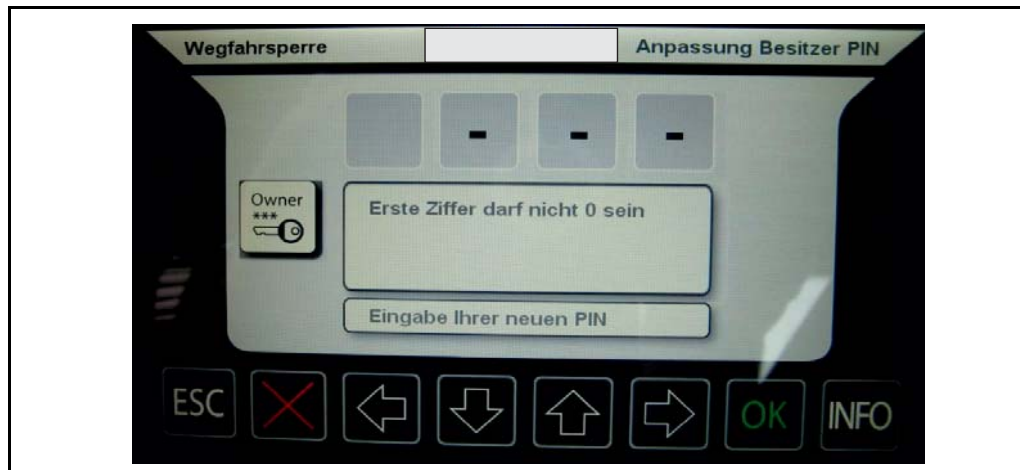 Wegfahrsperre Anpassung Besitzer PIN
- - -
Owner
***
Erste Ziffer darf nicht 0 sein
Eingabe Ihrer neuen PIN
ESC OK INFO